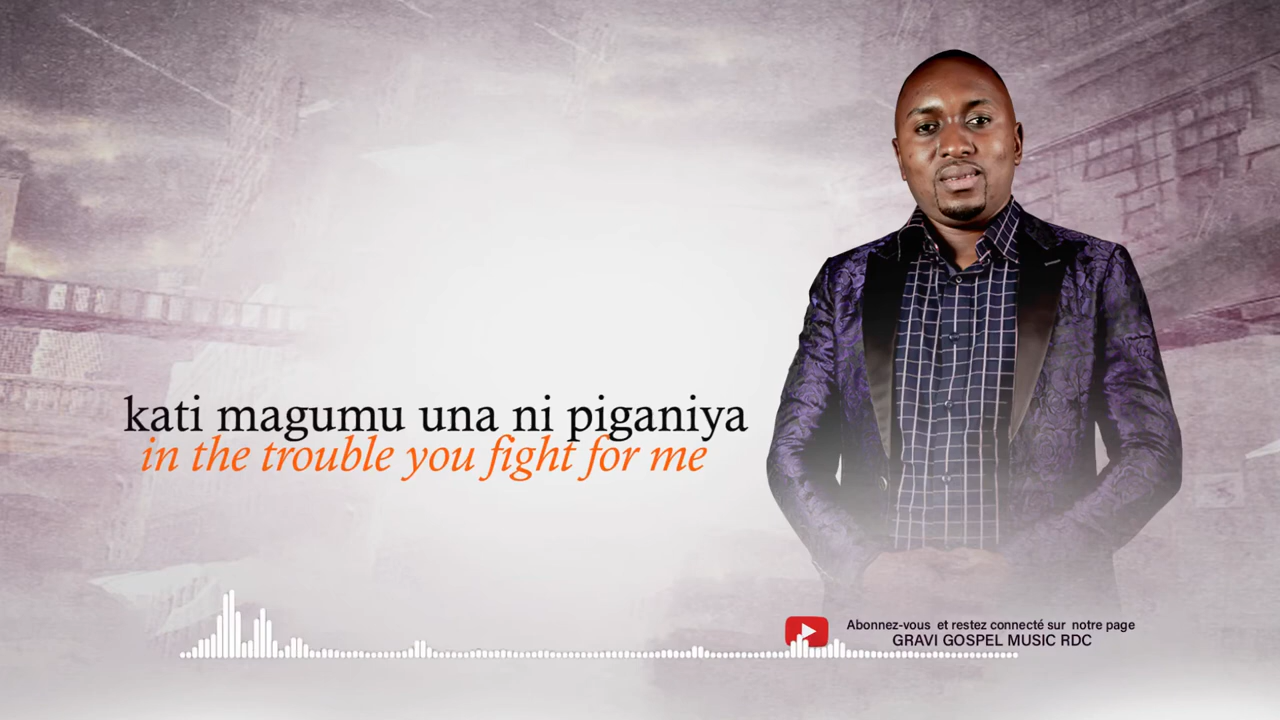 kati magumu una ni piganiya
in the trouble you fight for me
Abonnez-vous et restez connecté sur notre page
GRAVI GOSPEL MUSIC RDC